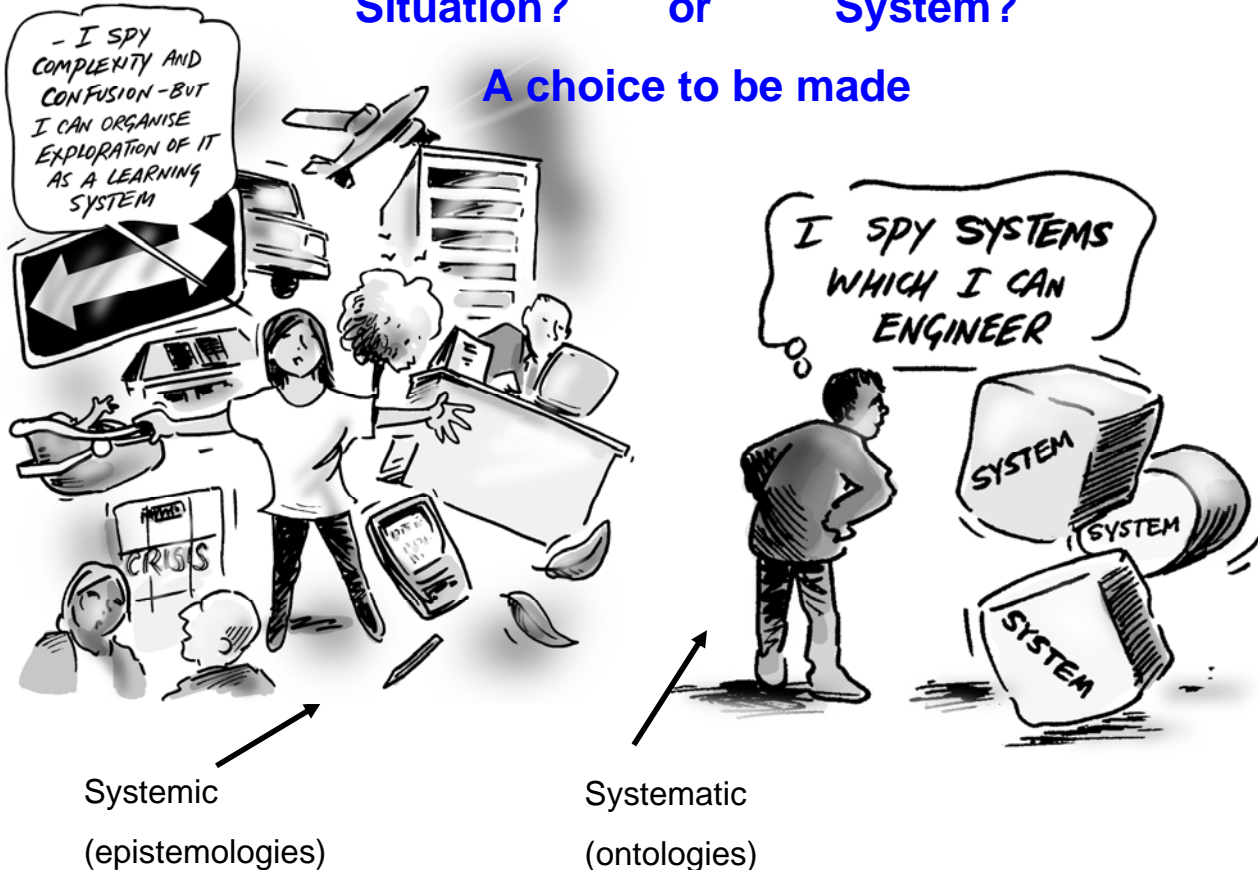 Situation? or System?
A choice to be made
- I SPY
COMPLEXITY AND
CONFUSION - BUT
I CAN ORGANISE
EXPLORATION OF IT
AS A LEARNING
SYSTEM
CRISIS
I SPY SYSTEMS
WHICH I CAN
ENGINEER
SYSTEM
SYSTEM
SYSTEM
Systemic
(epistemologies)
Systematic
(ontologies)